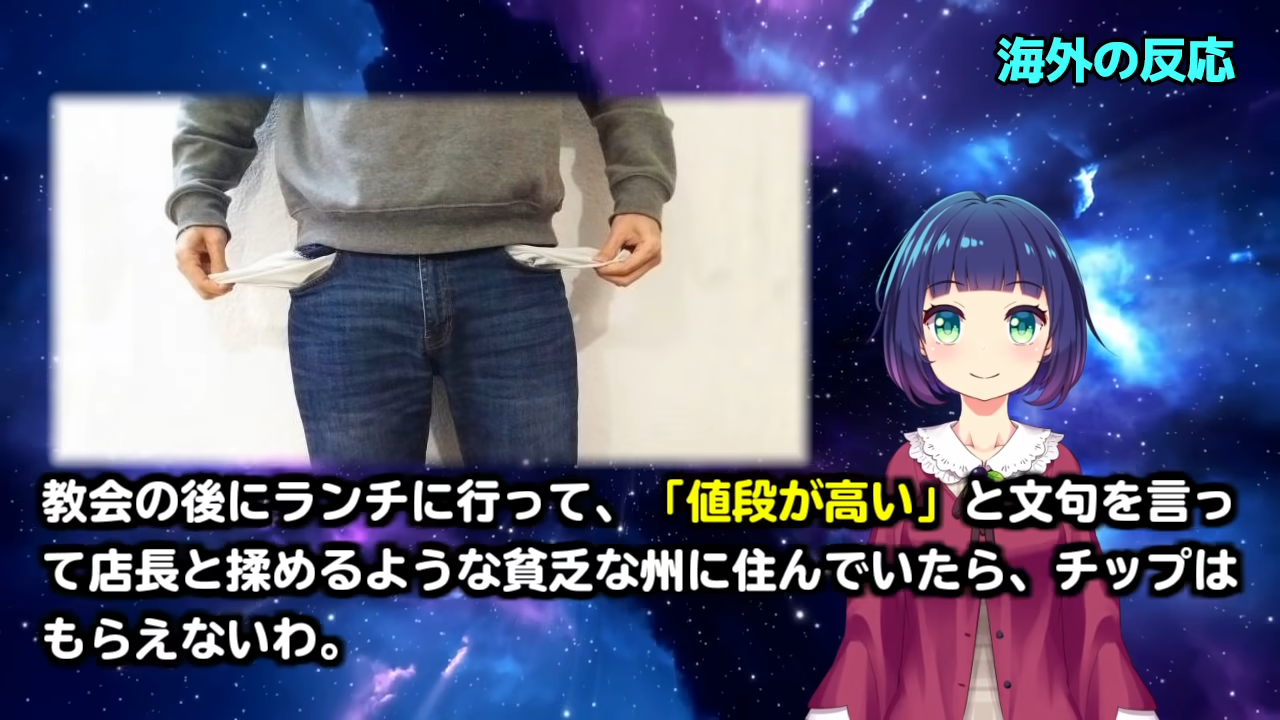 海外の反応
教会の後にランチに行って、「値段が高い」と文句を言っ
て店長と揉めるような貧乏な州に住んでいたら、チップは
もらえないわ。